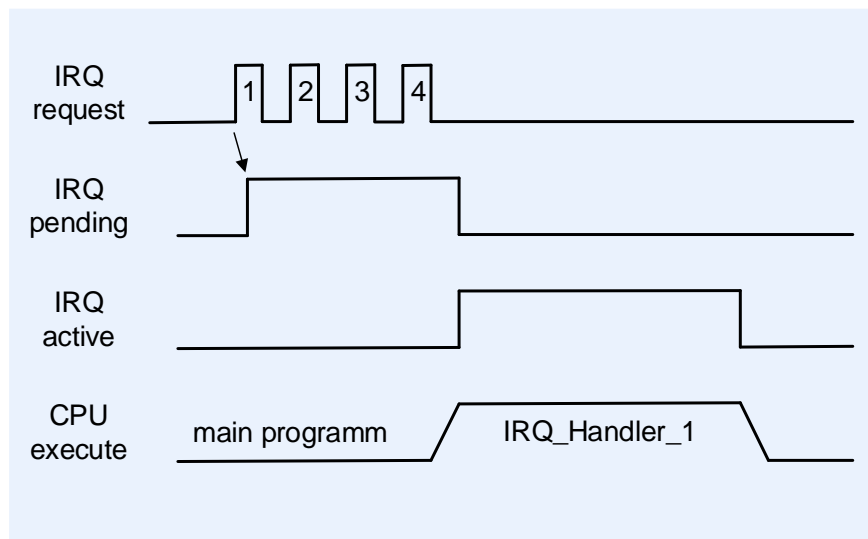 IRQ
request
1 2 3 4
IRQ
pending
IRQ
active
CPU
execute
main programm
IRQ_Handler_1